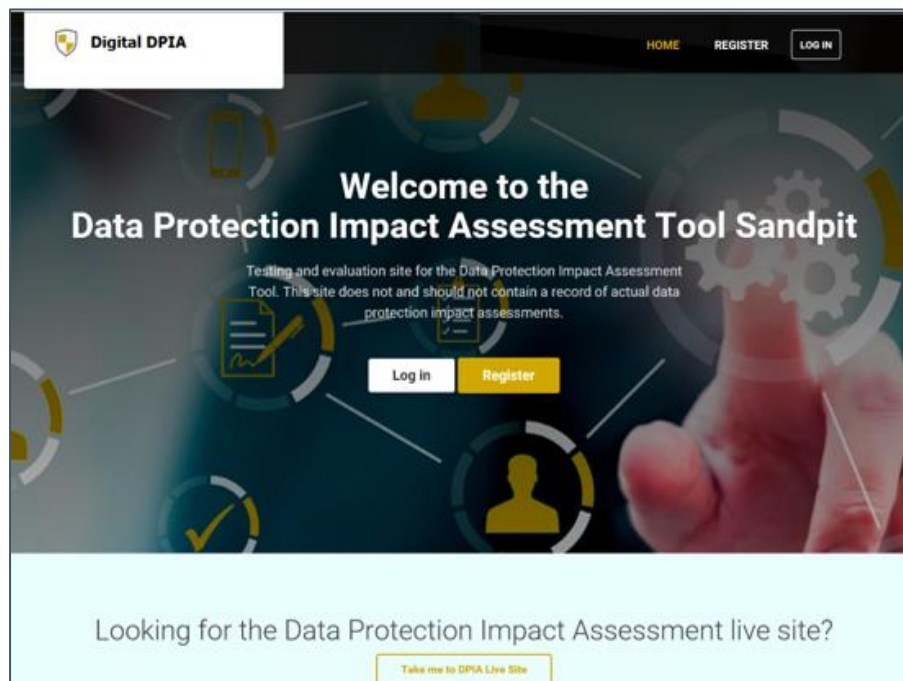 Digital DPIA
HOME
REGISTER
LOG IN
Welcome to the
Data Protection Impact Assessment Tool Sandpit
Testing and evaluation site for the Data Protection Impact Assessment
Tool. This site does not and should not contain a record of actual data
protection impact assessments.
Log in
Register
Looking for the Data Protection Impact Assessment live site?
Take me to DPIA Live Site